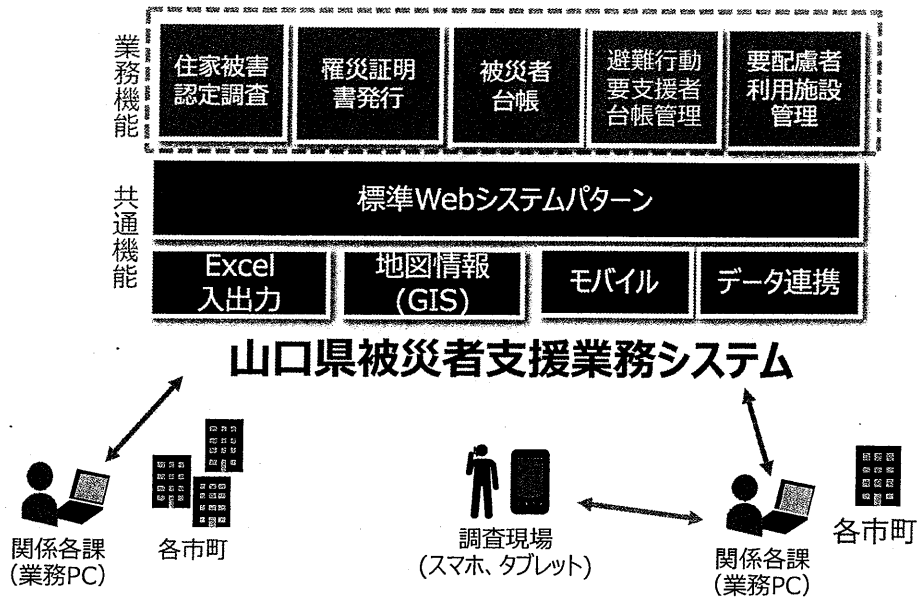 業務機能
住家被害
認定調査
罹災証明
書発行
被災者
台帳
避難行動
要支援者
台帳管理
要配慮者
利用施設
管理
共通機能
標準Webシステムパターン
Excel
入出力
地図情報
(GIS)
モバイル
データ連携
山口県被災者支援業務システム
関係各課
(業務PC)
各市町
調査現場
(スマホ、タブレット)
関係各課
(業務PC)
各市町